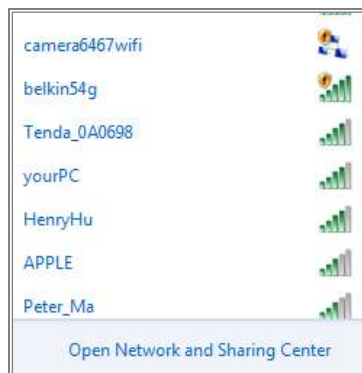 camera6467wifi
belkin54g
Tenda_0A0698
yourPC
HenryHu
APPLE
Peter_Ma
Open Network and Sharing Center